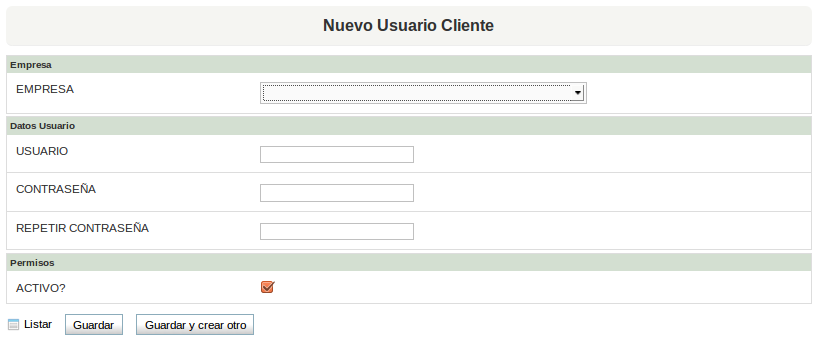 Nuevo Usuario Cliente
Empresa
EMPRESA
Datos Usuario
USUARIO
CONTRASEÑA
REPETIR CONTRASEÑA
Permisos
ACTIVO?
Listar Guardar Guardar y crear otro